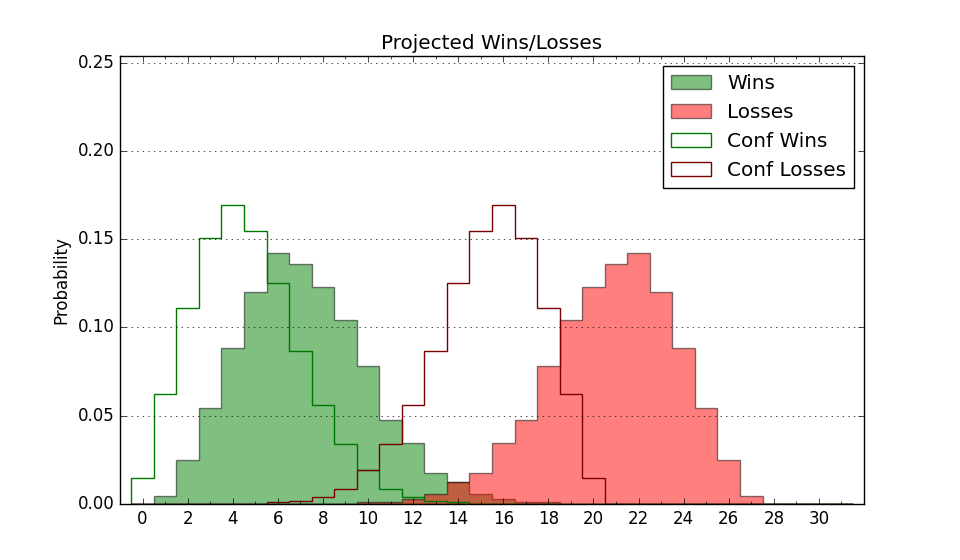 Projected Wins/Losses
0.25
0.20
0.15
0.10
0.05
0.00
Probability
Wins
Losses
Conf Wins
Conf Losses
0 2 4 6 8 10 12 14 16 18 20 22 24 26 28 30